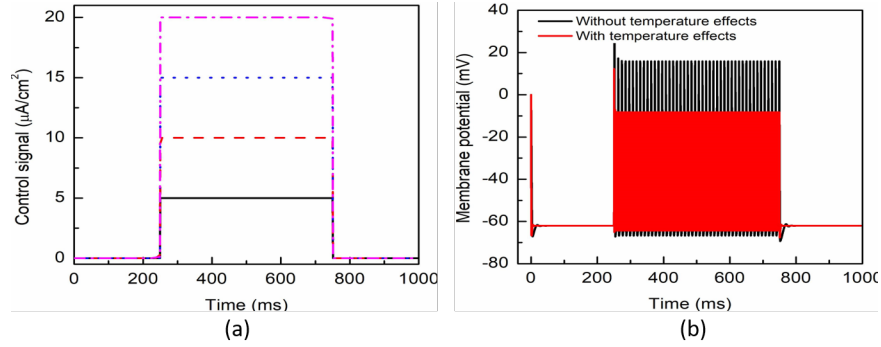 20
15
10
5
0
Control signal (μA/cm²)
0 200 400 600 800 1000
Time (ms)
(a)
Without temperature effects
With temperature effects
40
20
0
-20
-40
-60
-80
Membrane potential (mV)
0 200 400 600 800 1000
Time (ms)
(b)